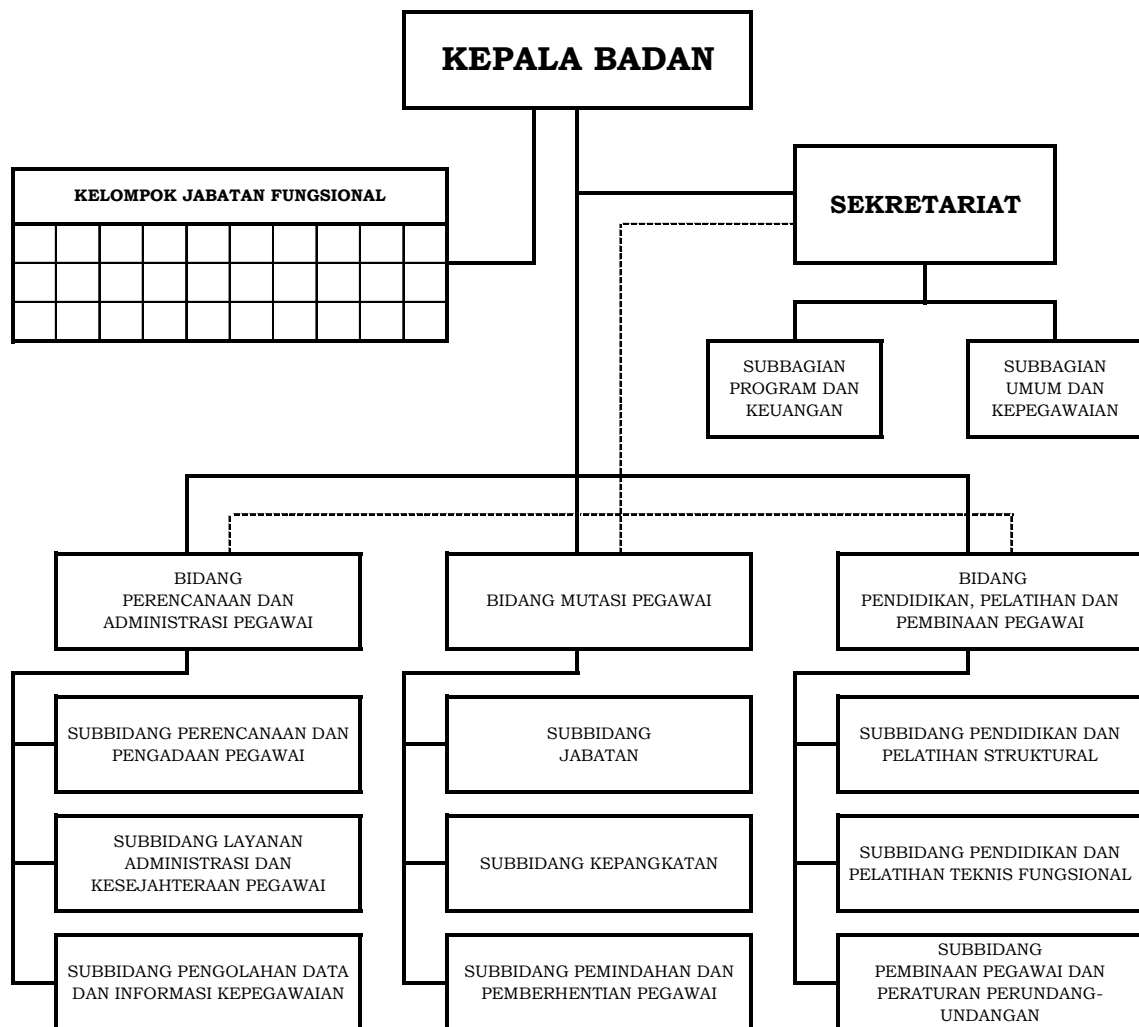 KEPALA BADAN
KELOMPOK JABATAN FUNGSIONAL
SEKRETARIAT
SUBBAGIAN
PROGRAM DAN
KEUANGAN
SUBBAGIAN
UMUM DAN
KEPEGAWAIAN
BIDANG
PERENCANAAN DAN
ADMINISTRASI PEGAWAI
BIDANG MUTASI PEGAWAI
BIDANG
PENDIDIKAN, PELATIHAN DAN
PEMBINAAN PEGAWAI
SUBBIDANG PERENCANAAN DAN
PENGADAAN PEGAWAI
SUBBIDANG
JABATAN
SUBBIDANG PENDIDIKAN DAN
PELATIHAN STRUKTURAL
SUBBIDANG LAYANAN
ADMINISTRASI DAN
KESEJAHTERAAN PEGAWAI
SUBBIDANG KEPANGKATAN
SUBBIDANG PENDIDIKAN DAN
PELATIHAN TEKNIS FUNGSIONAL
SUBBIDANG PENGOLAHAN DATA
DAN INFORMASI KEPEGAWAIAN
SUBBIDANG PEMINDAHAN DAN
PEMBERHENTIAN PEGAWAI
SUBBIDANG
PEMBINAAN PEGAWAI DAN
PERATURAN PERUNDANG-
UNDANGAN